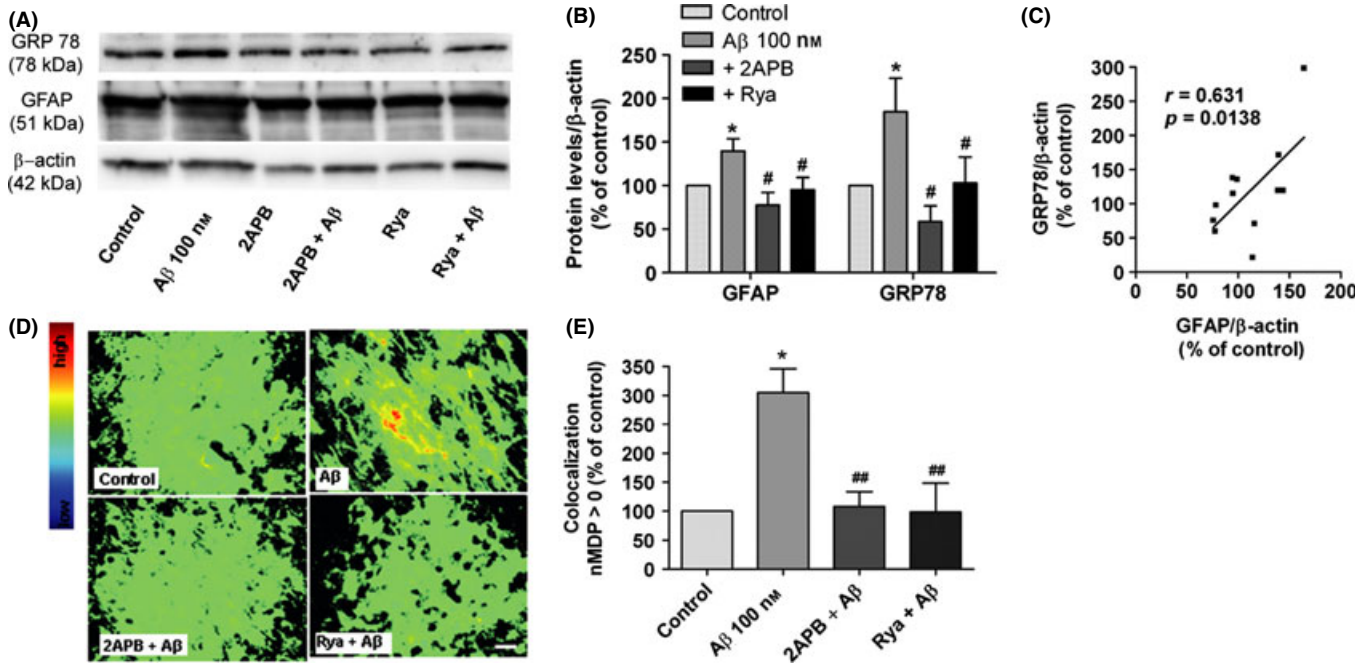 (A)
GRP 78
(78 kDa)
GFAP
(51 kDa)
β–actin
(42 kDa)
Control
Aβ 100 nM
2APB
2APB + Aβ
Rya
Rya + Aβ
(B)
Control
Aβ 100 nM
+ 2APB
+ Rya
Protein levels/β-actin
(% of control)
250
200
150
100
50
0
*
#
#
*
#
#
GFAP
GRP78
(C)
GRP78/β-actin
(% of control)
300
250
200
150
100
50
0
r = 0.631
p = 0.0138
0
50
100
150
200
GFAP/β-actin
(% of control)
(D)
high
low
Control
Aβ
2APB + Aβ
Rya + Aβ
(E)
Colocalization
nMDP > 0 (% of control)
350
300
250
200
150
100
50
0
*
##
##
Control
Aβ 100 nM
2APB + Aβ
Rya + Aβ